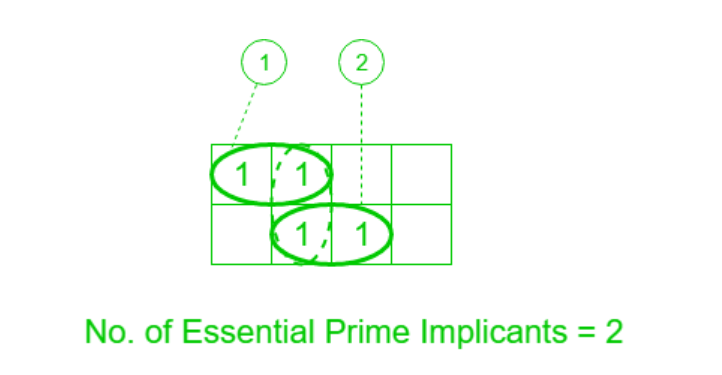 1 2
1 1
1 1
No. of Essential Prime Implicants = 2